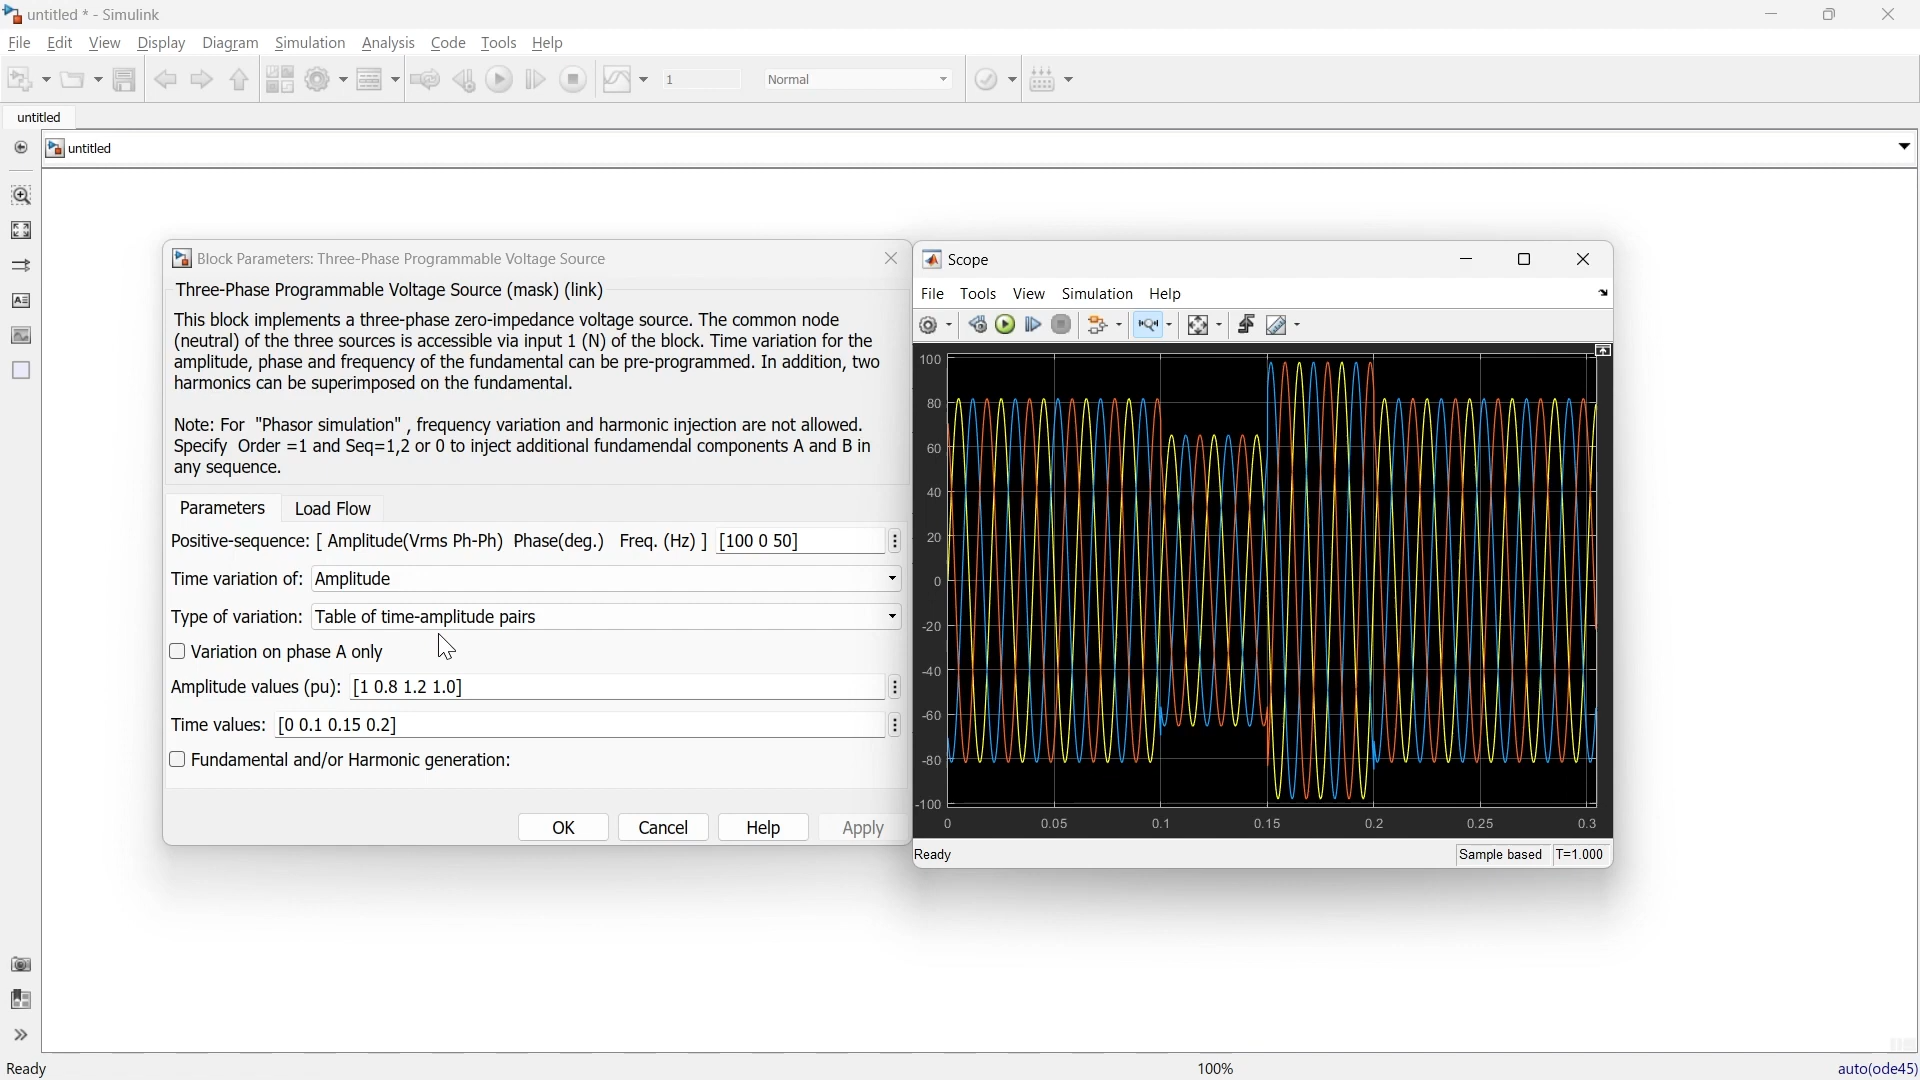 untitled * - Simulink
File Edit View Display Diagram Simulation Analysis Code Tools Help
1 Normal
untitled
untitled
Block Parameters: Three-Phase Programmable Voltage Source
Three-Phase Programmable Voltage Source (mask) (link)
This block implements a three-phase zero-impedance voltage source. The common node
(neutral) of the three sources is accessible via input 1 (N) of the block. Time variation for the
amplitude, phase and frequency of the fundamental can be pre-programmed. In addition, two
harmonics can be superimposed on the fundamental.
Note: For "Phasor simulation" , frequency variation and harmonic injection are not allowed.
Specify Order =1 and Seq=1,2 or 0 to inject additional fundamendal components A and B in
any sequence.
Parameters Load Flow
Positive-sequence: [ Amplitude(Vrms Ph-Ph) Phase(deg.) Freq. (Hz) ] [100 0 50]
Time variation of: Amplitude
Type of variation: Table of time-amplitude pairs
Variation on phase A only
Amplitude values (pu): [1 0.8 1.2 1.0]
Time values: [0 0.1 0.15 0.2]
Fundamental and/or Harmonic generation:
OK Cancel Help Apply
Scope
File Tools View Simulation Help
100
80
60
40
20
0
-20
-40
-60
-80
-100
0 0.05 0.1 0.15 0.2 0.25 0.3
Ready Sample based T=1.000
Ready 100% auto(ode45)